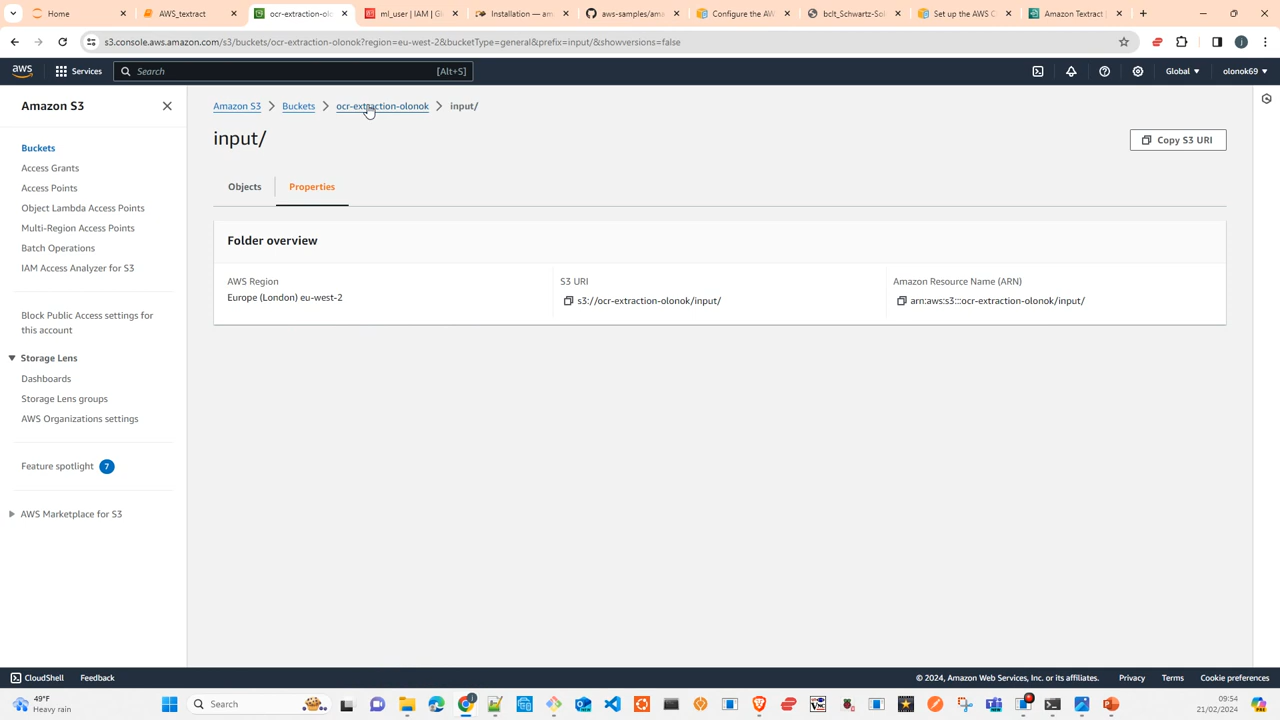 Home
AWS_textract
ocr-extraction-olo
ml_user | IAM | Glo
Installation — am
aws-samples/ama
Configure the AW
bclt_Schwartz-Sol
Set up the AWS C
Amazon Textract |
s3.console.aws.amazon.com/s3/buckets/ocr-extraction-olonok?region=eu-west-2&bucketType=general&prefix=input/&showversions=false
aws
Services
Search
[Alt+S]
Global
olonok69
Amazon S3
Amazon S3
Buckets
ocr-extraction-olonok
input/
input/
Copy S3 URI
Buckets
Access Grants
Access Points
Object Lambda Access Points
Multi-Region Access Points
Batch Operations
IAM Access Analyzer for S3
Block Public Access settings for
this account
Storage Lens
Dashboards
Storage Lens groups
AWS Organizations settings
Feature spotlight 7
AWS Marketplace for S3
Objects
Properties
Folder overview
AWS Region
Europe (London) eu-west-2
S3 URI
s3://ocr-extraction-olonok/input/
Amazon Resource Name (ARN)
arn:aws:s3:::ocr-extraction-olonok/input/
CloudShell
Feedback
© 2024, Amazon Web Services, Inc. or its affiliates.
Privacy
Terms
Cookie preferences
49°F
Heavy rain
Search
09:54
21/02/2024